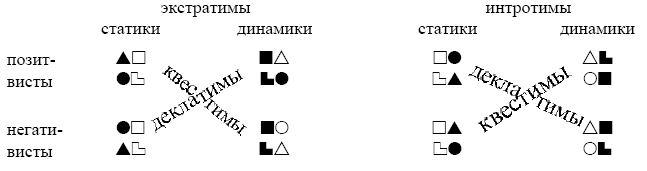 экстратимы интротимы
статики динамики статики динамики
позит-
висты
квестимы
деклатимы
деклатимы
квестимы
негати-
висты